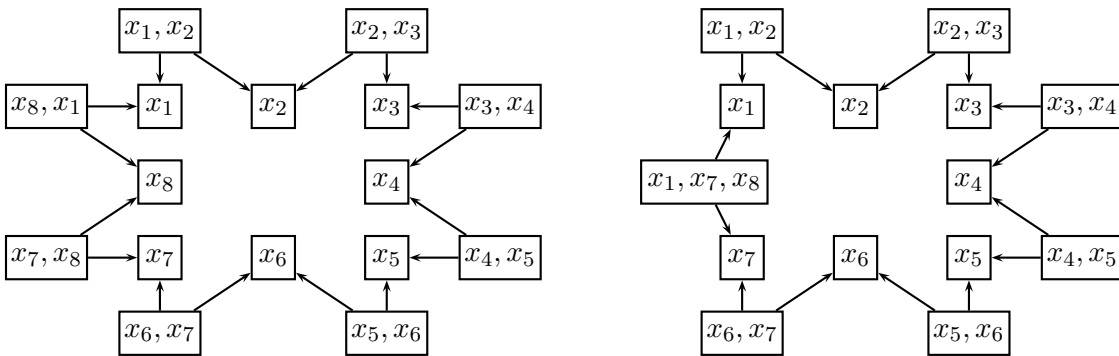 x₁, x₂ x₂, x₃ x₁, x₂ x₂, x₃
x₈, x₁ x₁ x₂ x₃ x₃, x₄ x₁ x₂ x₃ x₃, x₄
x₈ x₄ x₁, x₇, x₈ x₄
x₇, x₈ x₇ x₆ x₅ x₄, x₅ x₇ x₆ x₅ x₄, x₅
x₆, x₇ x₅, x₆ x₆, x₇ x₅, x₆